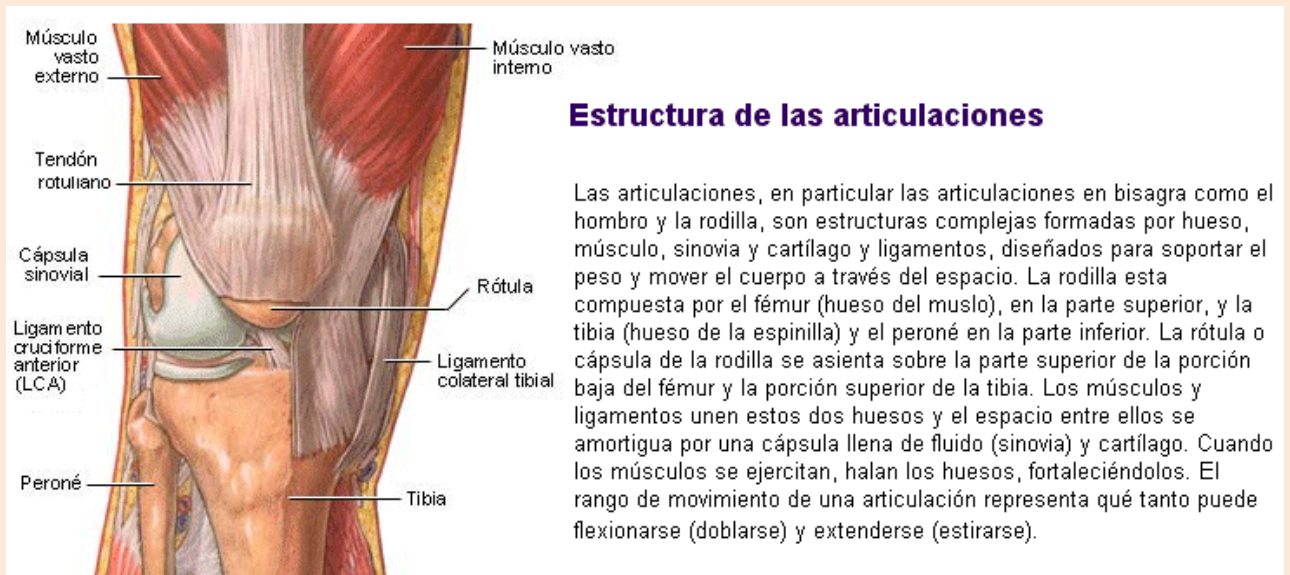 Músculo
vasto
externo
Músculo vasto
interno
Tendón
rotuliano
Cápsula
sinovial
Rótula
Ligamento
cruciforme
anterior
(LCA)
Ligamento
colateral tibial
Peroné
Tibia
Estructura de las articulaciones
Las articulaciones, en particular las articulaciones en bisagra como el
hombro y la rodilla, son estructuras complejas formadas por hueso,
músculo, sinovia y cartílago y ligamentos, diseñados para soportar el
peso y mover el cuerpo a través del espacio. La rodilla esta
compuesta por el fémur (hueso del muslo), en la parte superior, y la
tibia (hueso de la espinilla) y el peroné en la parte inferior. La rótula o
cápsula de la rodilla se asienta sobre la parte superior de la porción
baja del fémur y la porción superior de la tibia. Los músculos y
ligamentos unen estos dos huesos y el espacio entre ellos se
amortigua por una cápsula llena de fluido (sinovia) y cartílago. Cuando
los músculos se ejercitan, halan los huesos, fortaleciéndolos. El
rango de movimiento de una articulación representa qué tanto puede
flexionarse (doblarse) y extenderse (estirarse).